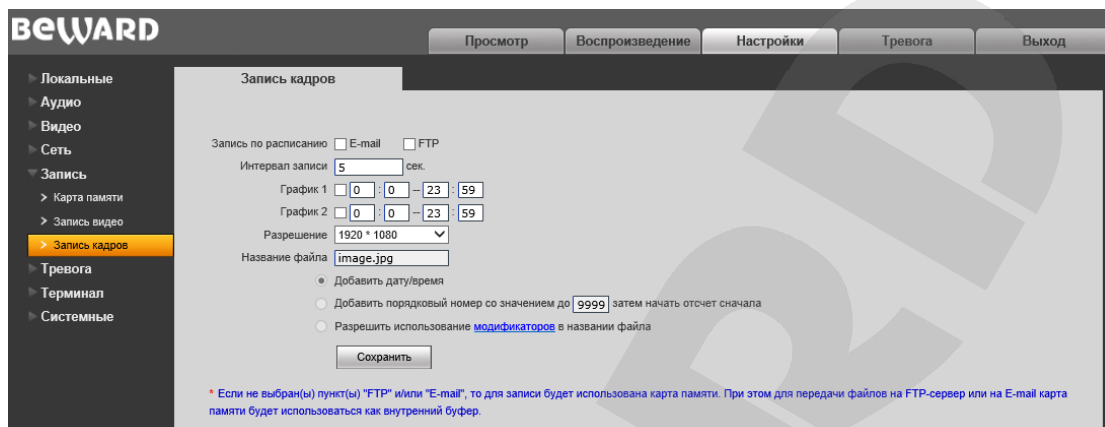 BEWARD
Просмотр Воспроизведение Настройки Тревога Выход
Запись кадров
Локальные
Аудио
Видео
Сеть
Запись
> Карта памяти
> Запись видео
> Запись кадров
Тревога
Терминал
Системные
Запись по расписанию E-mail FTP
Интервал записи 5 сек.
График 1 0 : 0 – 23 : 59
График 2 0 : 0 – 23 : 59
Разрешение 1920 * 1080
Название файла image.jpg
Добавить дату/время
Добавить порядковый номер со значением до 9999 затем начать отсчет сначала
Разрешить использование модификаторов в названии файла
Сохранить
* Если не выбран(ы) пункт(ы) "FTP" и/или "E-mail", то для записи будет использована карта памяти. При этом для передачи файлов на FTP-сервер или на E-mail карта
памяти будет использоваться как внутренний буфер.